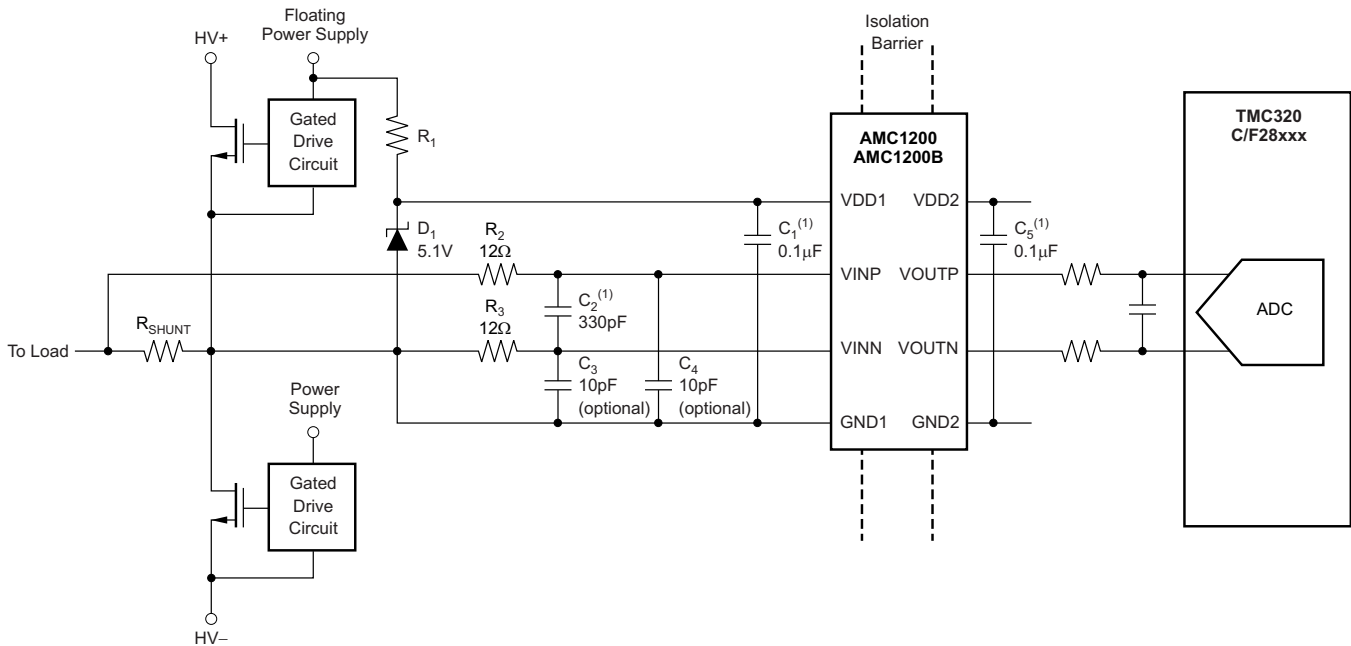 Floating
Power Supply
HV+
Gated
Drive
Circuit
R1
Isolation
Barrier
AMC1200
AMC1200B
TMC320
C/F28xxx
VDD1
VDD2
D1
5.1V
R2
12Ω
C1(1)
0.1μF
C5(1)
0.1μF
VINP
VOUTP
C2(1)
330pF
R3
12Ω
ADC
To Load
RSHUNT
VINN
VOUTN
C3
10pF
(optional)
C4
10pF
(optional)
GND1
GND2
Power
Supply
Gated
Drive
Circuit
HV−